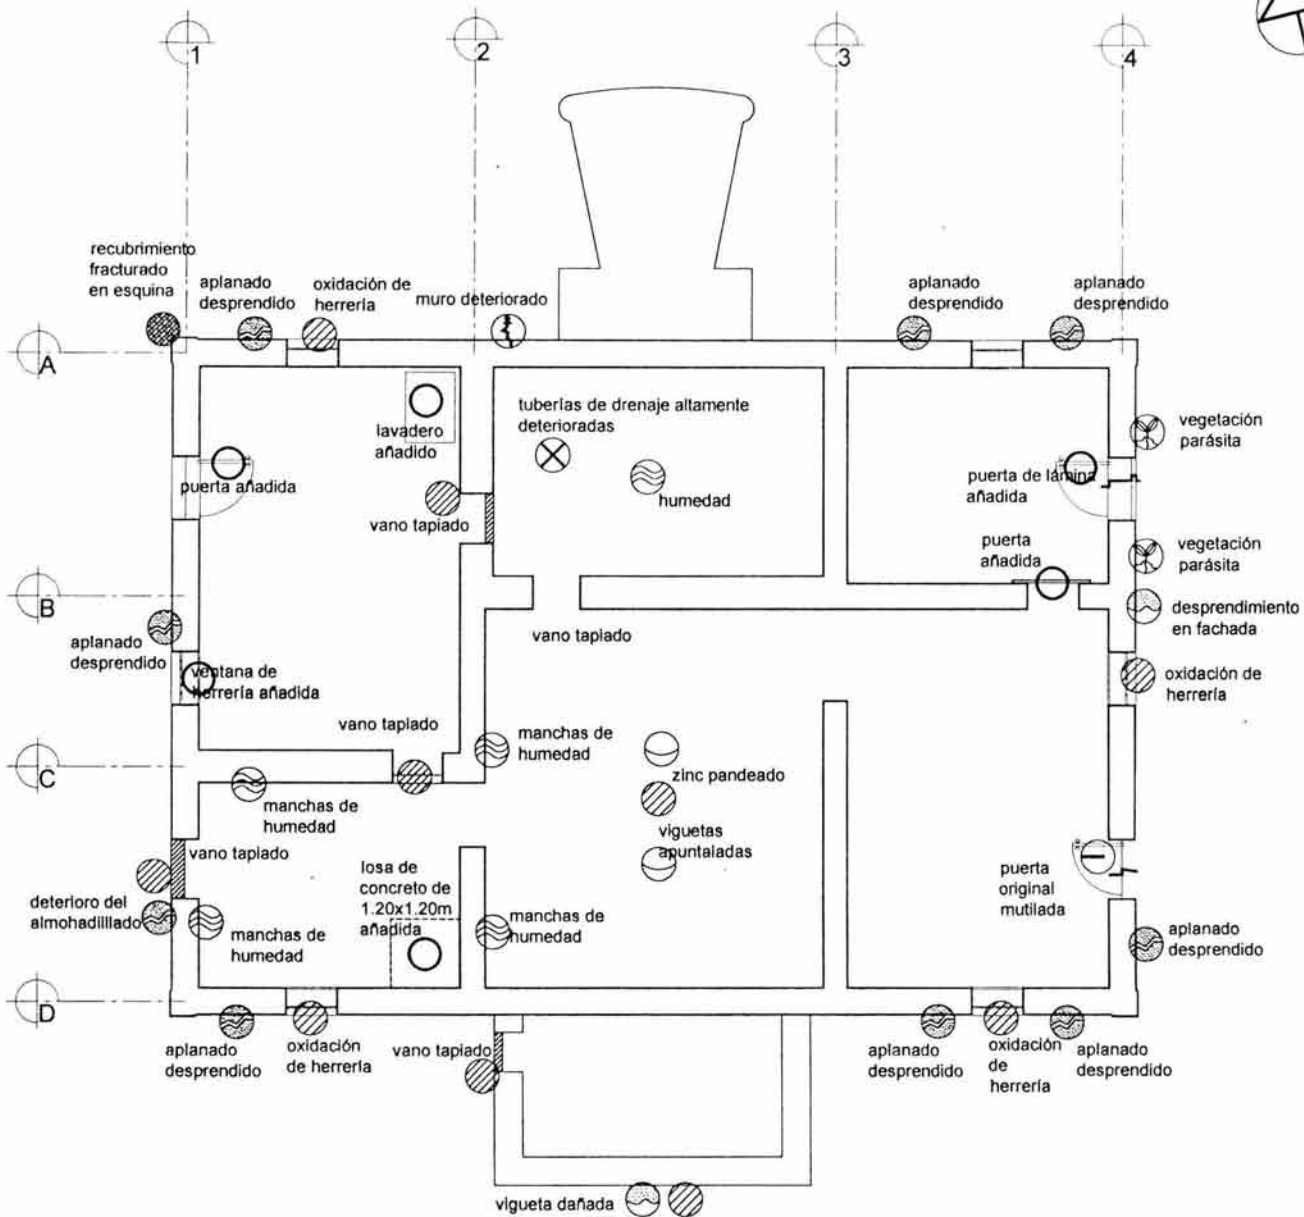 1
2
3
4
recubrimiento
fracturado
en esquina
aplanado
desprendido
oxidación de
herrería
muro deteriorado
aplanado
desprendido
aplanado
desprendido
A
lavadero
añadido
tuberías de drenaje altamente
deterioradas
humedad
vegetación
parásita
puerta añadida
vano tapiado
puerta de lámina
añadida
puerta
añadida
vegetación
parásita
B
desprendimiento
en fachada
aplanado
desprendido
vano tapiado
ventana de
herrería añadida
oxidación de
herrería
vano tapiado
manchas de
humedad
C
zinc pandeado
manchas de
humedad
viguetas
apuntaladas
vano tapiado
losa de
concreto de
1.20x1.20m
añadida
puerta
original
mutilada
deterioro del
almohadilllado
manchas de
humedad
manchas de
humedad
aplanado
desprendido
D
aplanado
desprendido
oxidación
de herrería
vano tapiado
aplanado
desprendido
oxidación
de
herrería
aplanado
desprendido
vigueta dañada